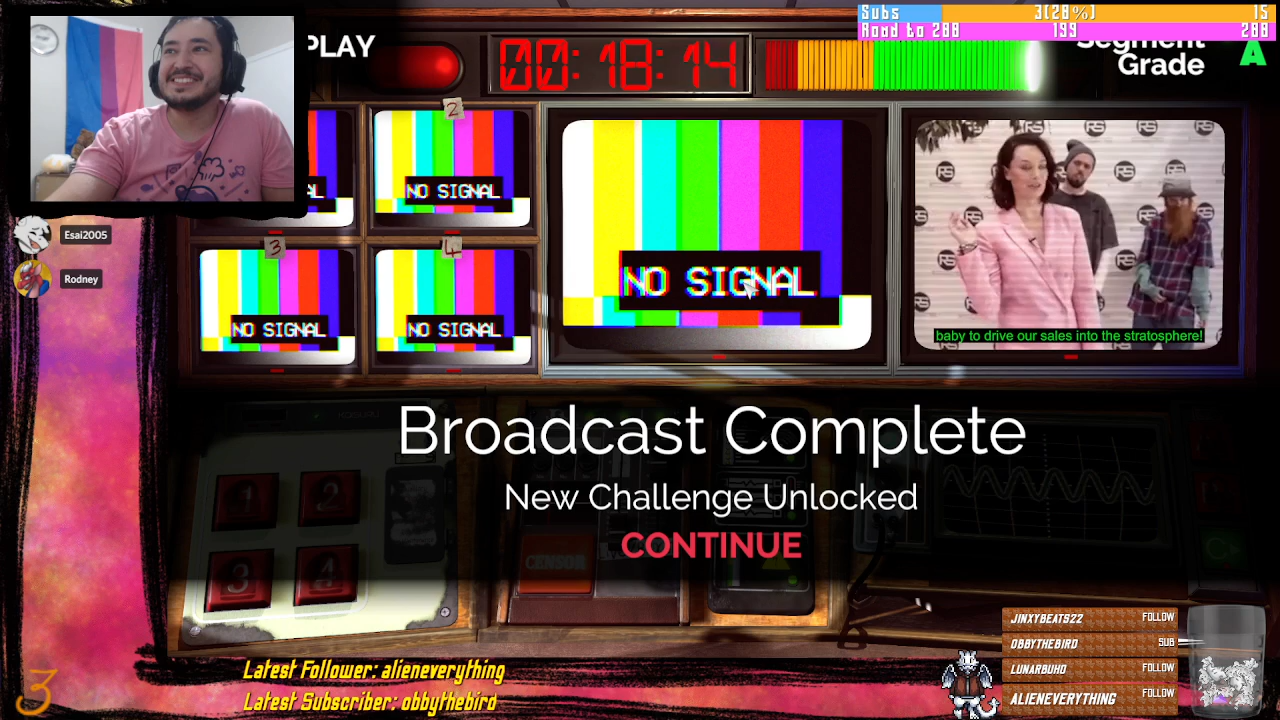 Subs 3(20%) 15
Road to 200 199 200
PLAY
00:18:14
Segment
Grade
A
2
NO SIGNAL
NO SIGNAL
RS
baby to drive our sales into the stratosphere!
3
4
NO SIGNAL
NO SIGNAL
Esai2005
Rodney
Broadcast Complete
New Challenge Unlocked
CONTINUE
1
2
3
4
CENSOR
JINXYBEATS22 FOLLOW
OBBYTHEBIRD SUB
LUNARBUHO FOLLOW
ALIENEVERYTHING FOLLOW
Latest Follower: alieneverything
Latest Subscriber: obbythebird
3